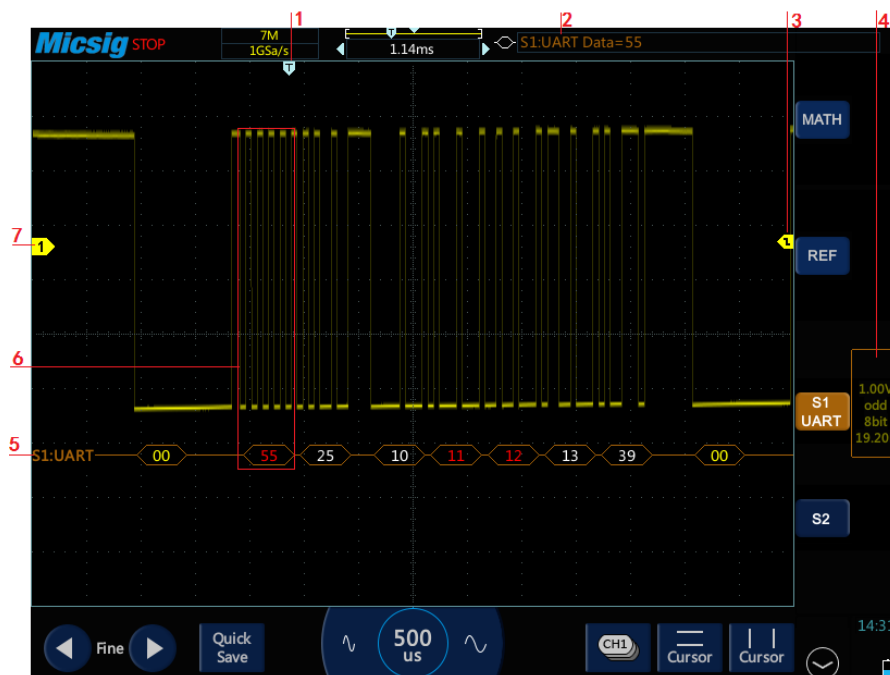 1 2 3 4
Micsig STOP 7M 1GSa/s T 1.14ms S1:UART Data=55
T
MATH
7 1
REF
6
1.00V
S1 UART odd
8bit
19.20
5 S1:UART 00 55 25 10 11 12 13 39 00
S2
Fine Quick Save 500 us CH1 Cursor Cursor 14:31